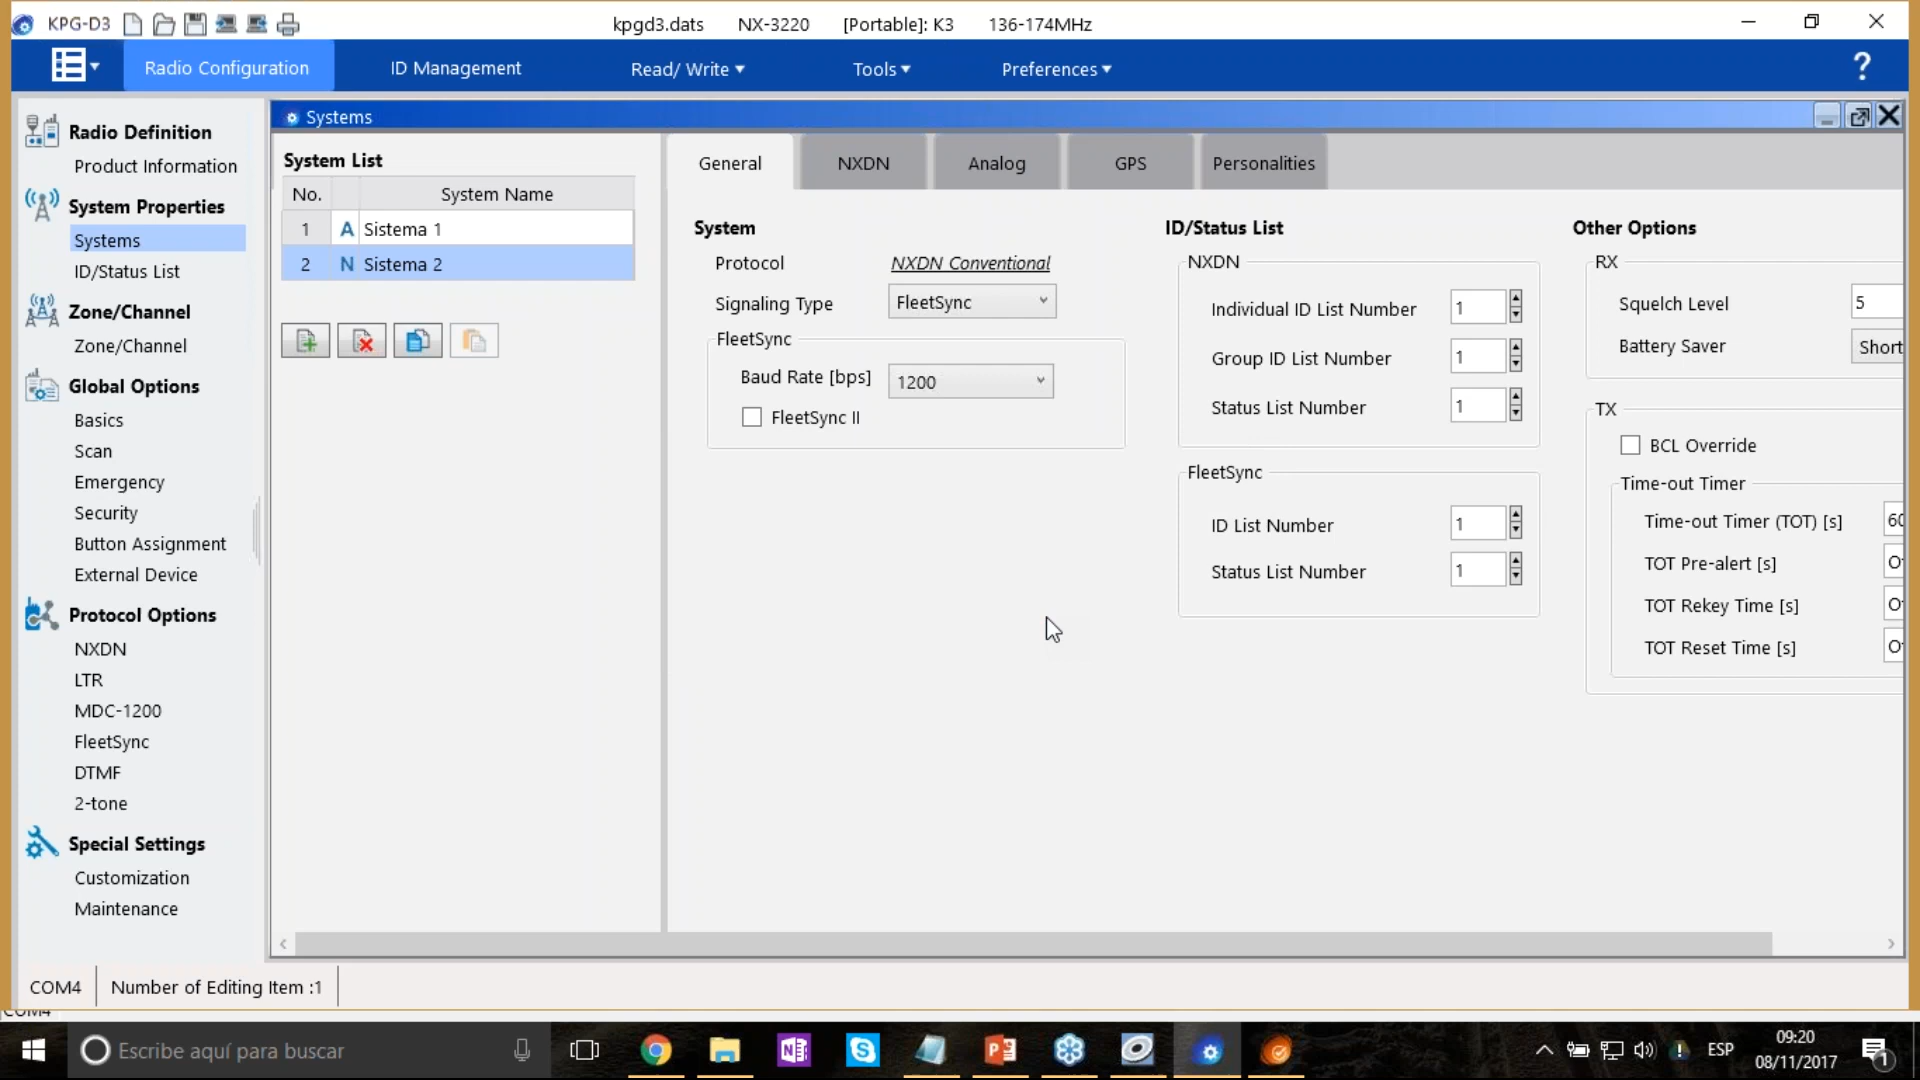 KPG-D3
kpgd3.dats NX-3220 [Portable]: K3 136-174MHz
Radio Configuration ID Management Read/ Write Tools Preferences ?
Radio Definition
Product Information
System Properties
Systems
ID/Status List
Zone/Channel
Zone/Channel
Global Options
Basics
Scan
Emergency
Security
Button Assignment
External Device
Protocol Options
NXDN
LTR
MDC-1200
FleetSync
DTMF
2-tone
Special Settings
Customization
Maintenance
Systems
System List
No. System Name
1 A Sistema 1
2 N Sistema 2
General NXDN Analog GPS Personalities
System
Protocol NXDN Conventional
Signaling Type FleetSync
FleetSync
Baud Rate [bps] 1200
FleetSync II
ID/Status List
NXDN
Individual ID List Number 1
Group ID List Number 1
Status List Number 1
FleetSync
ID List Number 1
Status List Number 1
Other Options
RX
Squelch Level 5
Battery Saver Short
TX
BCL Override
Time-out Timer
Time-out Timer (TOT) [s] 60
TOT Pre-alert [s]
TOT Rekey Time [s]
TOT Reset Time [s]
COM4 Number of Editing Item :1
COM4
Escribe aquí para buscar
ESP
09:20
08/11/2017
1